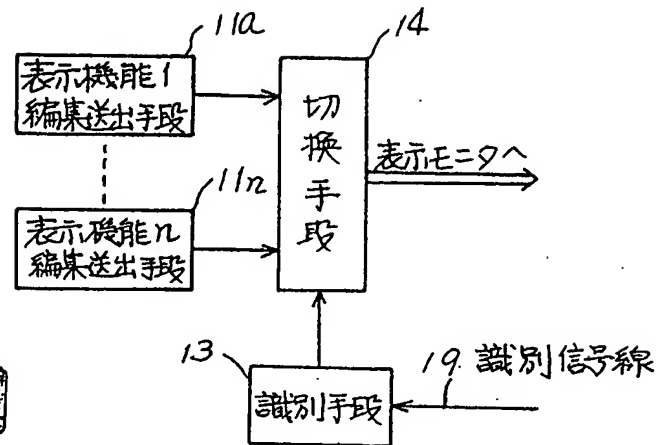 11a
表示機能1
編集送出手段
11n
表示機能n
編集送出手段
14
切換手段
表示モニタへ
13
識別手段
19 識別信号線